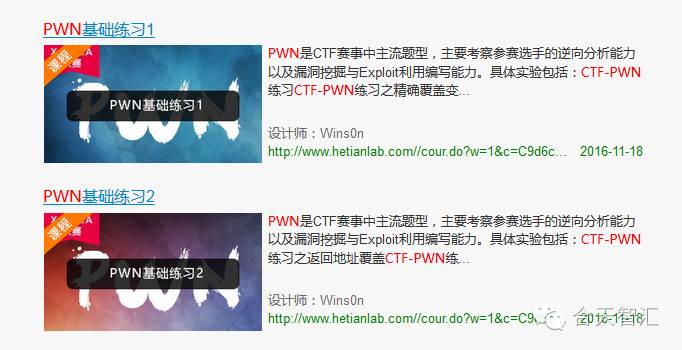 PWN基础练习1
课程
PWN基础练习1
PWN是CTF赛事中主流题型，主要考察参赛选手的逆向分析能力
以及漏洞挖掘与Exploit利用编写能力。具体实验包括：CTF-PWN
练习CTF-PWN练习之精确覆盖变...
设计师：Wins0n
http://www.hetianlab.com//cour.do?w=1&c=C9d6c... 2016-11-18
PWN基础练习2
课程
PWN基础练习2
PWN是CTF赛事中主流题型，主要考察参赛选手的逆向分析能力
以及漏洞挖掘与Exploit利用编写能力。具体实验包括：CTF-PWN
练习之返回地址覆盖CTF-PWN练...
设计师：Wins0n
http://www.hetianlab.com//cour.do?w=1&c=C9 2016-11-18
合天智汇